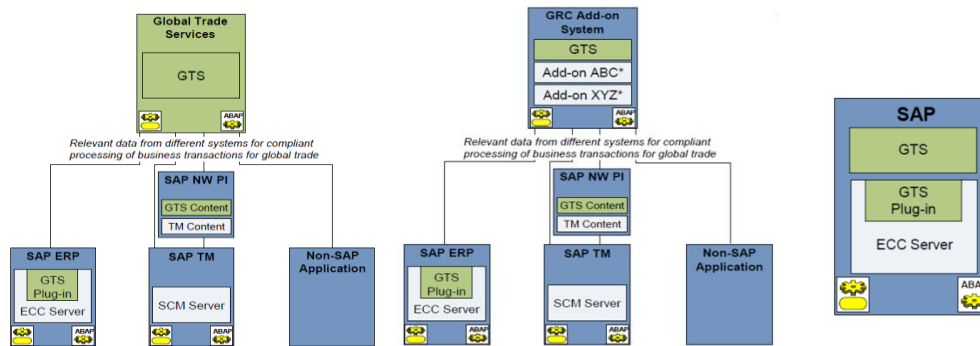 Global Trade
Services
GTS
ABAP
Relevant data from different systems for compliant
processing of business transactions for global trade
SAP NW PI
GTS Content
TM Content
SAP ERP
GTS
Plug-in
ECC Server
ABAP
SAP TM
SCM Server
ABAP
Non-SAP
Application
GRC Add-on
System
GTS
Add-on ABC*
Add-on XYZ*
ABAP
Relevant data from different systems for compliant
processing of business transactions for global trade
SAP NW PI
GTS Content
TM Content
SAP ERP
GTS
Plug-in
ECC Server
ABAP
SAP TM
SCM Server
ABAP
Non-SAP
Application
SAP
GTS
GTS
Plug-in
ECC Server
ABAP